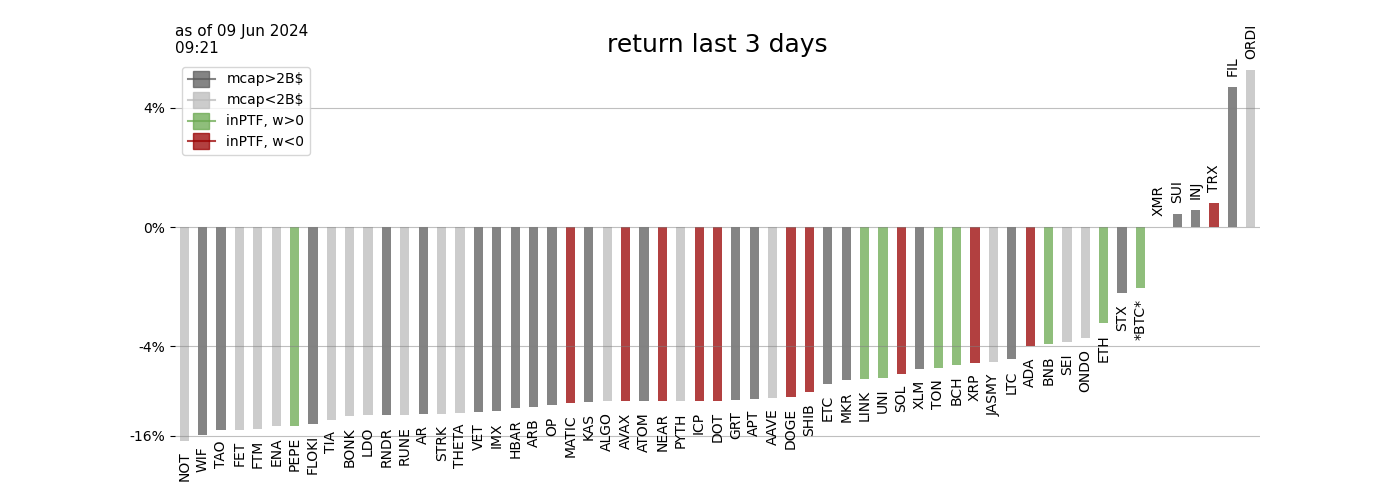 as of 09 Jun 2024
09:21
return last 3 days
mcap>2B$
mcap<2B$
inPTF, w>0
inPTF, w<0
4%
0%
-4%
-16%
NOT
WIF
TAO
FET
FTM
ENA
PEPE
FLOKI
TIA
BONK
LDO
RNDR
RUNE
AR
STRK
THETA
VET
IMX
HBAR
ARB
OP
MATIC
KAS
ALGO
AVAX
ATOM
NEAR
PYTH
ICP
DOT
GRT
APT
AAVE
DOGE
SHIB
ETC
MKR
LINK
UNI
SOL
XLM
TON
BCH
XRP
JASMY
LTC
ADA
BNB
SEI
ONDO
ETH
STX
*BTC*
XMR
SUI
INJ
TRX
FIL
ORDI